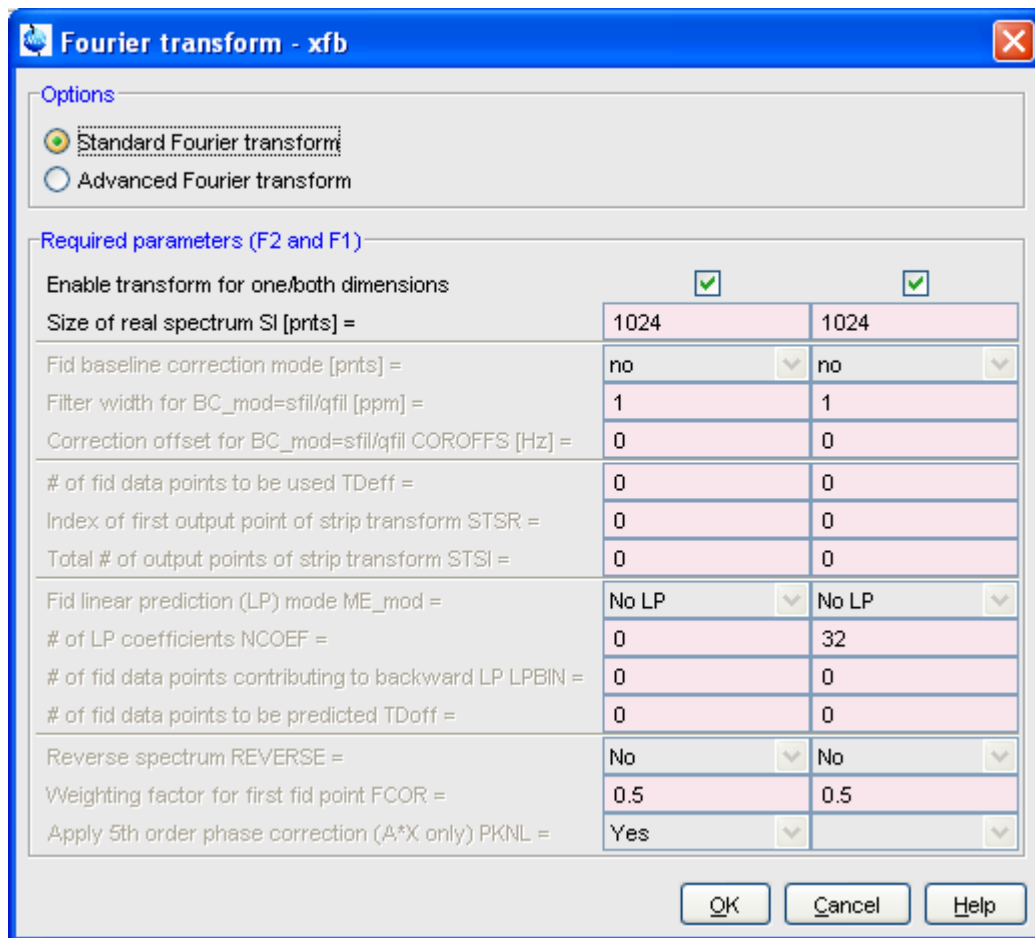 Fourier transform - xfb
Options
Standard Fourier transform
Advanced Fourier transform
Required parameters (F2 and F1)
Enable transform for one/both dimensions
Size of real spectrum SI [pnts] = 1024 1024
Fid baseline correction mode [pnts] = no no
Filter width for BC_mod=sfil/qfil [ppm] = 1 1
Correction offset for BC_mod=sfil/qfil COROFFS [Hz] = 0 0
# of fid data points to be used TDeff = 0 0
Index of first output point of strip transform STSR = 0 0
Total # of output points of strip transform STSI = 0 0
Fid linear prediction (LP) mode ME_mod = No LP No LP
# of LP coefficients NCOEF = 0 32
# of fid data points contributing to backward LP LPBIN = 0 0
# of fid data points to be predicted TDoff = 0 0
Reverse spectrum REVERSE = No No
Weighting factor for first fid point FCOR = 0.5 0.5
Apply 5th order phase correction (A*X only) PKNL = Yes
OK Cancel Help